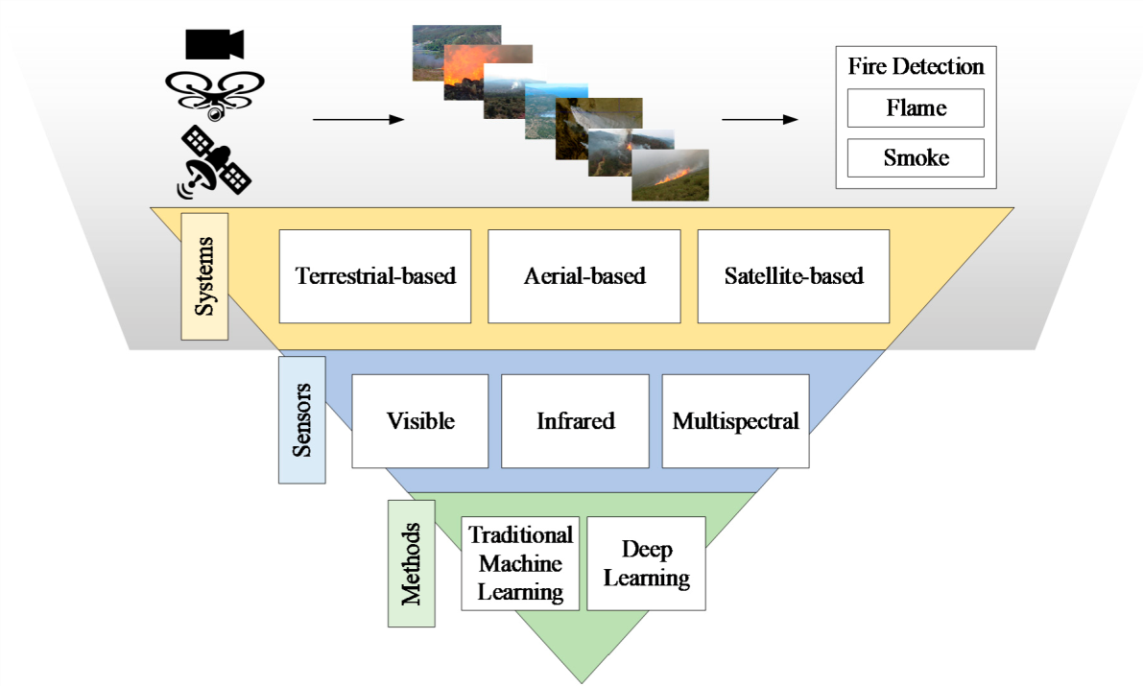 Fire Detection
Flame
Smoke
Systems
Terrestrial-based
Aerial-based
Satellite-based
Sensors
Visible
Infrared
Multispectral
Methods
Traditional
Machine
Learning
Deep
Learning